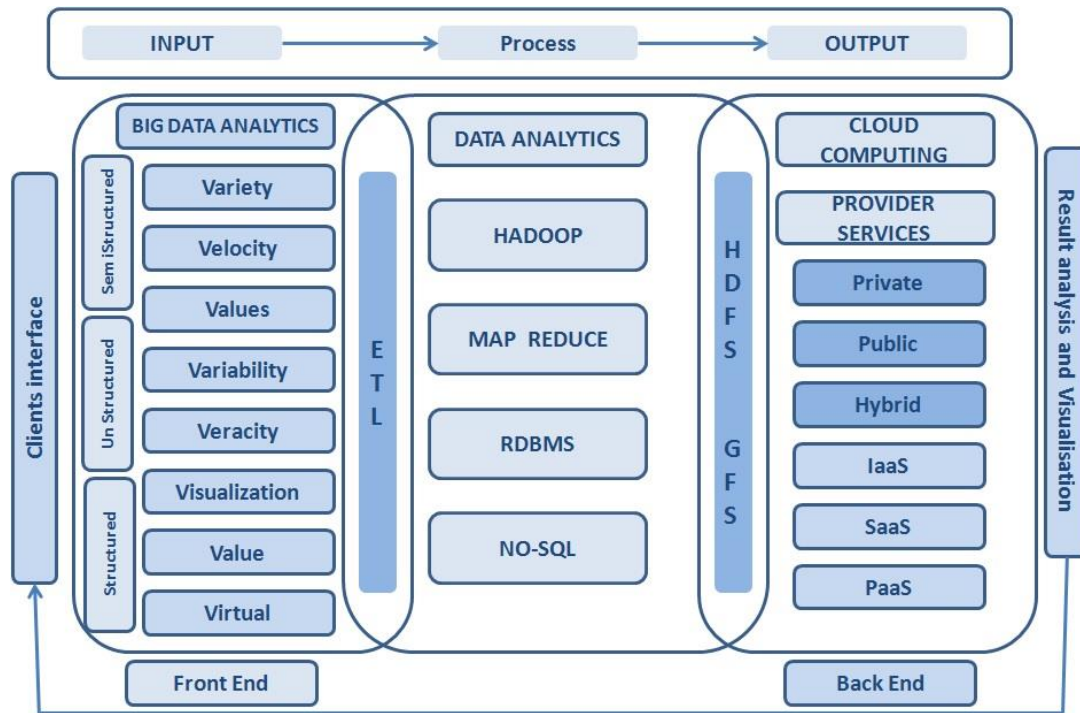 INPUT
Process
OUTPUT
Clients interface
Sem iStructured
Un Structured
Structured
BIG DATA ANALYTICS
Variety
Velocity
Values
Variability
Veracity
Visualization
Value
Virtual
E
T
L
DATA ANALYTICS
HADOOP
MAP REDUCE
RDBMS
NO-SQL
H
D
F
S
G
F
S
CLOUD
COMPUTING
PROVIDER
SERVICES
Private
Public
Hybrid
IaaS
SaaS
PaaS
Result analysis and Visualisation
Front End
Back End